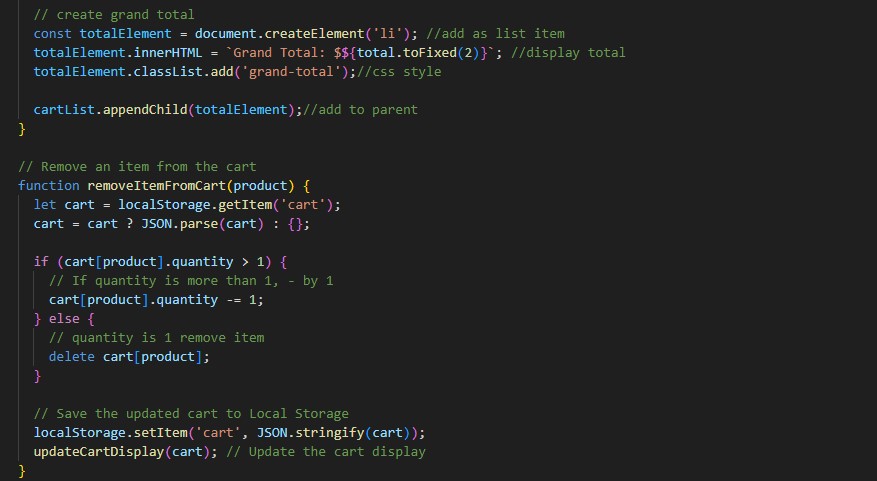 // create grand total
const totalElement = document.createElement('li'); //add as list item
totalElement.innerHTML = `Grand Total: $${total.toFixed(2)}`; //display total
totalElement.classList.add('grand-total');//css style
cartList.appendChild(totalElement);//add to parent
}
// Remove an item from the cart
function removeItemFromCart(product) {
let cart = localStorage.getItem('cart');
cart = cart ? JSON.parse(cart) : {};
if (cart[product].quantity > 1) {
// If quantity is more than 1, - by 1
cart[product].quantity -= 1;
} else {
// quantity is 1 remove item
delete cart[product];
}
// Save the updated cart to Local Storage
localStorage.setItem('cart', JSON.stringify(cart));
updateCartDisplay(cart); // Update the cart display
}